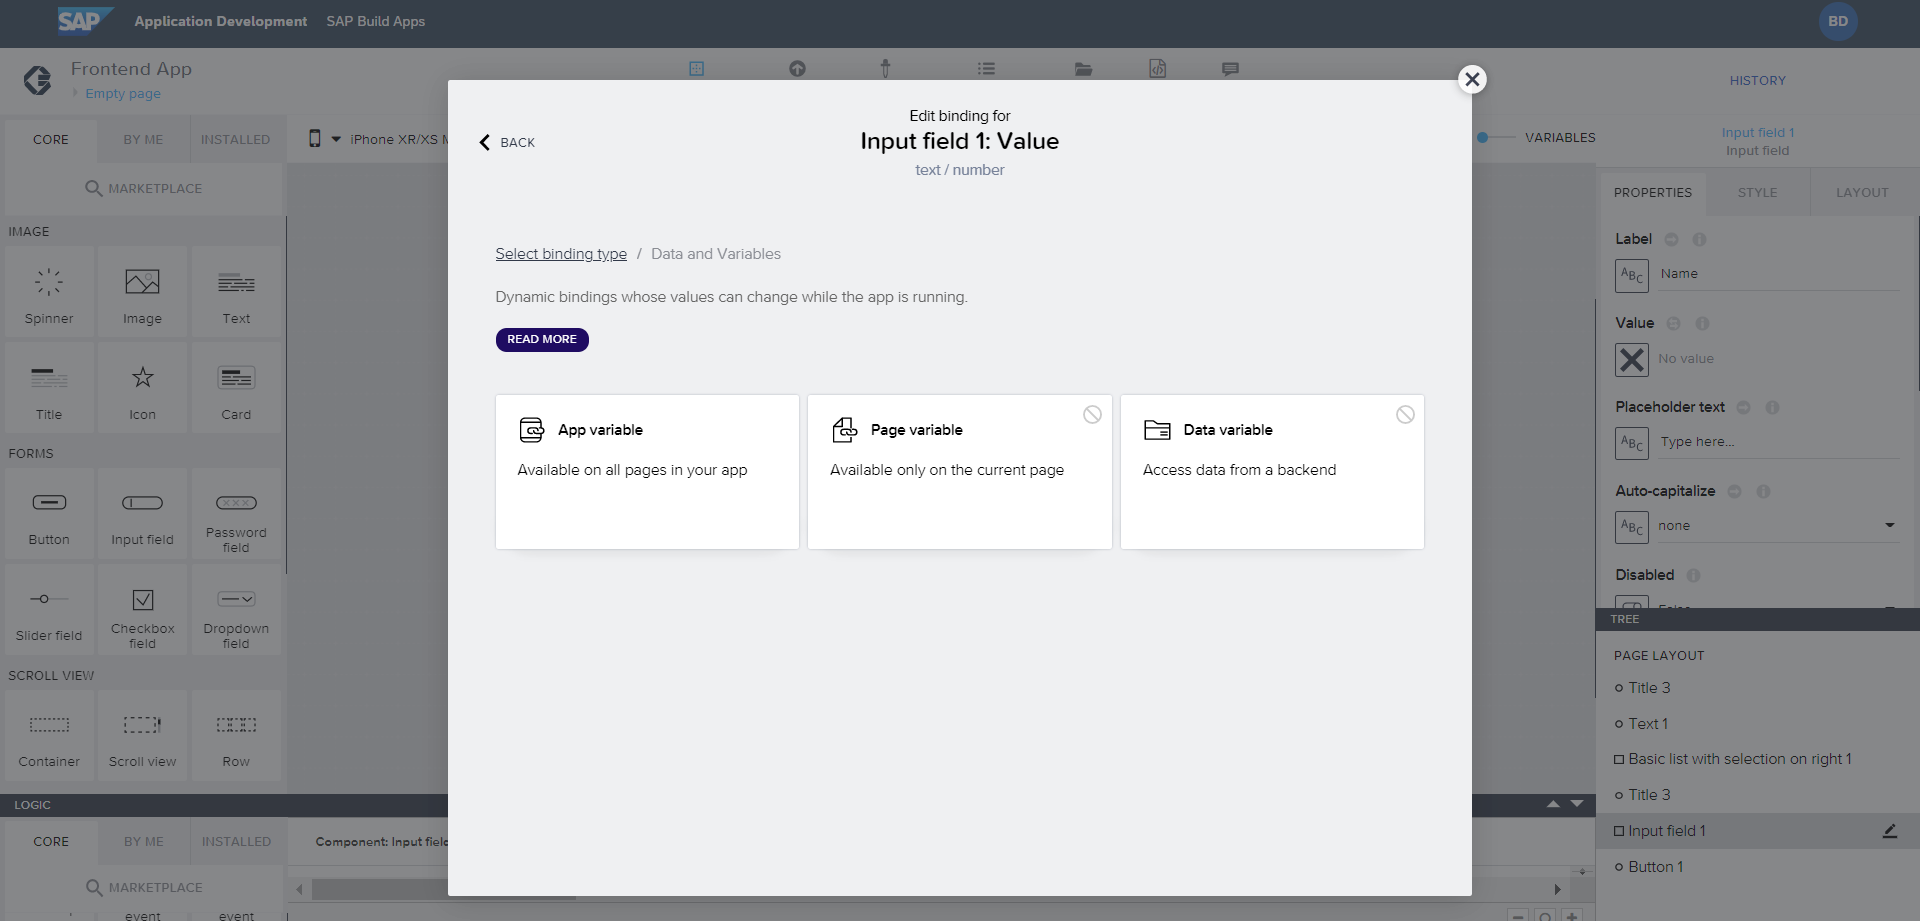 SAP
Application Development
SAP Build Apps
BD
Frontend App
Empty page
HISTORY
CORE
BY ME
INSTALLED
iPhone XR/XS
VARIABLES
Input field 1
Input field
MARKETPLACE
PROPERTIES
STYLE
LAYOUT
Edit binding for
BACK
Input field 1: Value
text / number
Select binding type / Data and Variables
Dynamic bindings whose values can change while the app is running.
READ MORE
App variable
Available on all pages in your app
Page variable
Available only on the current page
Data variable
Access data from a backend
IMAGE
Spinner
Image
Text
Title
Icon
Card
FORMS
Button
Input field
Password
field
Slider field
Checkbox
field
Dropdown
field
SCROLL VIEW
Container
Scroll view
Row
Label
ABC
Name
Value
No value
Placeholder text
ABC
Type here...
Auto-capitalize
ABC
none
Disabled
TREE
PAGE LAYOUT
Title 3
Text 1
Basic list with selection on right 1
Title 3
Input field 1
Button 1
LOGIC
CORE
BY ME
INSTALLED
Component: Input
MARKETPLACE
event
event